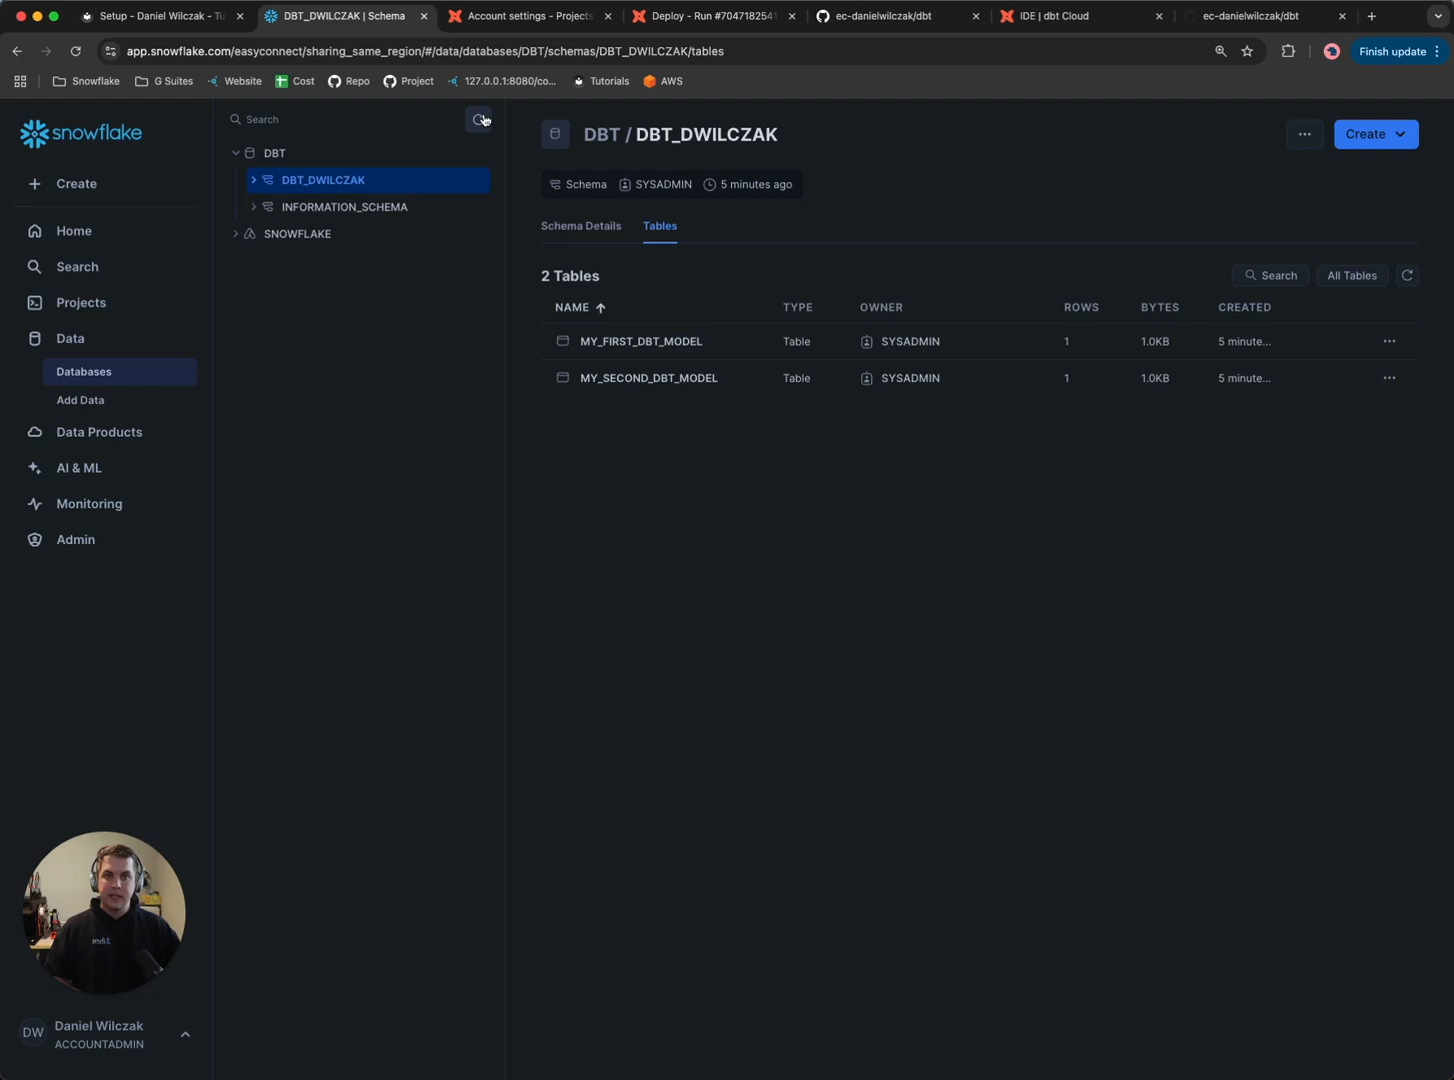 Setup - Daniel Wilczak - Tu
DBT_DWILCZAK | Schema
Account settings - Projects
Deploy - Run #7047182541
ec-danielwilczak/dbt
IDE | dbt Cloud
ec-danielwilczak/dbt
app.snowflake.com/easyconnect/sharing_same_region/#/data/databases/DBT/schemas/DBT_DWILCZAK/tables
Finish update
Snowflake
G Suites
Website
Cost
Repo
Project
127.0.0.1:8080/co...
Tutorials
AWS
snowflake
Create
Home
Search
Projects
Data
Databases
Add Data
Data Products
AI & ML
Monitoring
Admin
DW
Daniel Wilczak
ACCOUNTADMIN
Search
DBT
DBT_DWILCZAK
INFORMATION_SCHEMA
SNOWFLAKE
DBT / DBT_DWILCZAK
Create
Schema SYSADMIN 5 minutes ago
Schema Details Tables
2 Tables
Search All Tables
NAME TYPE OWNER ROWS BYTES CREATED
MY_FIRST_DBT_MODEL Table SYSADMIN 1 1.0KB 5 minute...
MY_SECOND_DBT_MODEL Table SYSADMIN 1 1.0KB 5 minute...